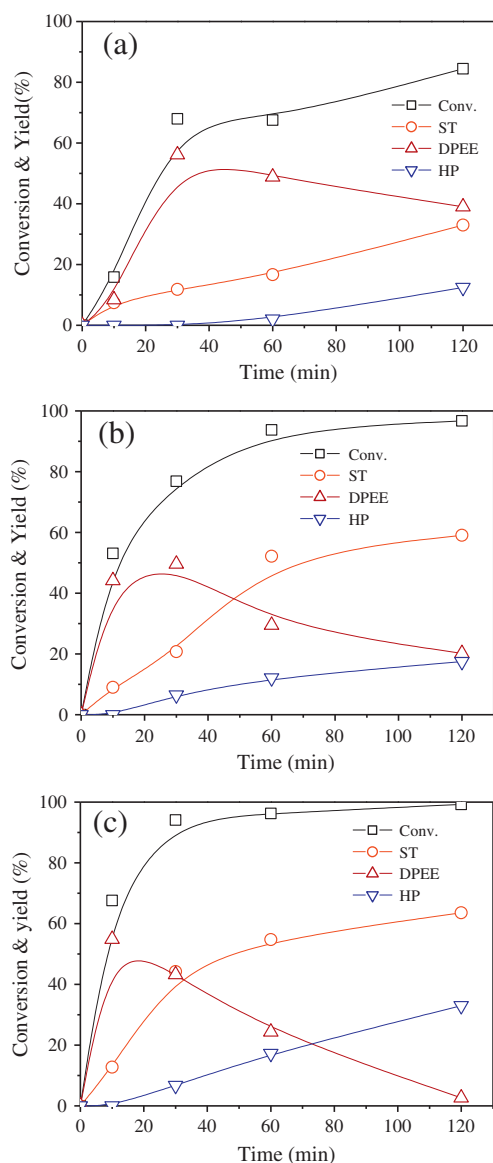 (a)
Conversion & Yield(%)
100
80
60
40
20
0
Conv.
ST
DPEE
HP
0 20 40 60 80 100 120
Time (min)
(b)
Conversion & Yield (%)
100
80
60
40
20
0
Conv.
ST
DPEE
HP
0 20 40 60 80 100 120
Time (min)
(c)
Conversion & yield (%)
100
80
60
40
20
0
Conv.
ST
DPEE
HP
0 20 40 60 80 100 120
Time (min)